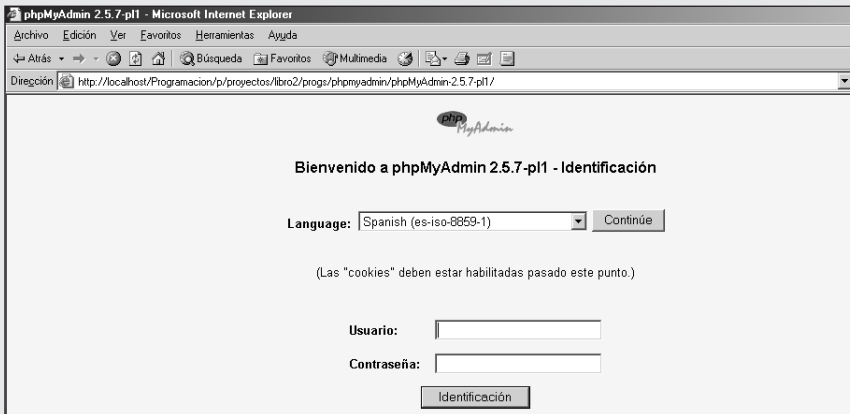 phpMyAdmin 2.5.7-pl1 - Microsoft Internet Explorer
Archivo Edición Ver Favoritos Herramientas Ayuda
Atrás Búsqueda Favoritos Multimedia
Dirección http://localhost/Programacion/p/proyectos/libro2/progs/phpmyadmin/phpMyAdmin-2.5.7-pl1/
php
MyAdmin
Bienvenido a phpMyAdmin 2.5.7-pl1 - Identificación
Language: Spanish (es-iso-8859-1) Continúe
(Las "cookies" deben estar habilitadas pasado este punto.)
Usuario:
Contraseña:
Identificación